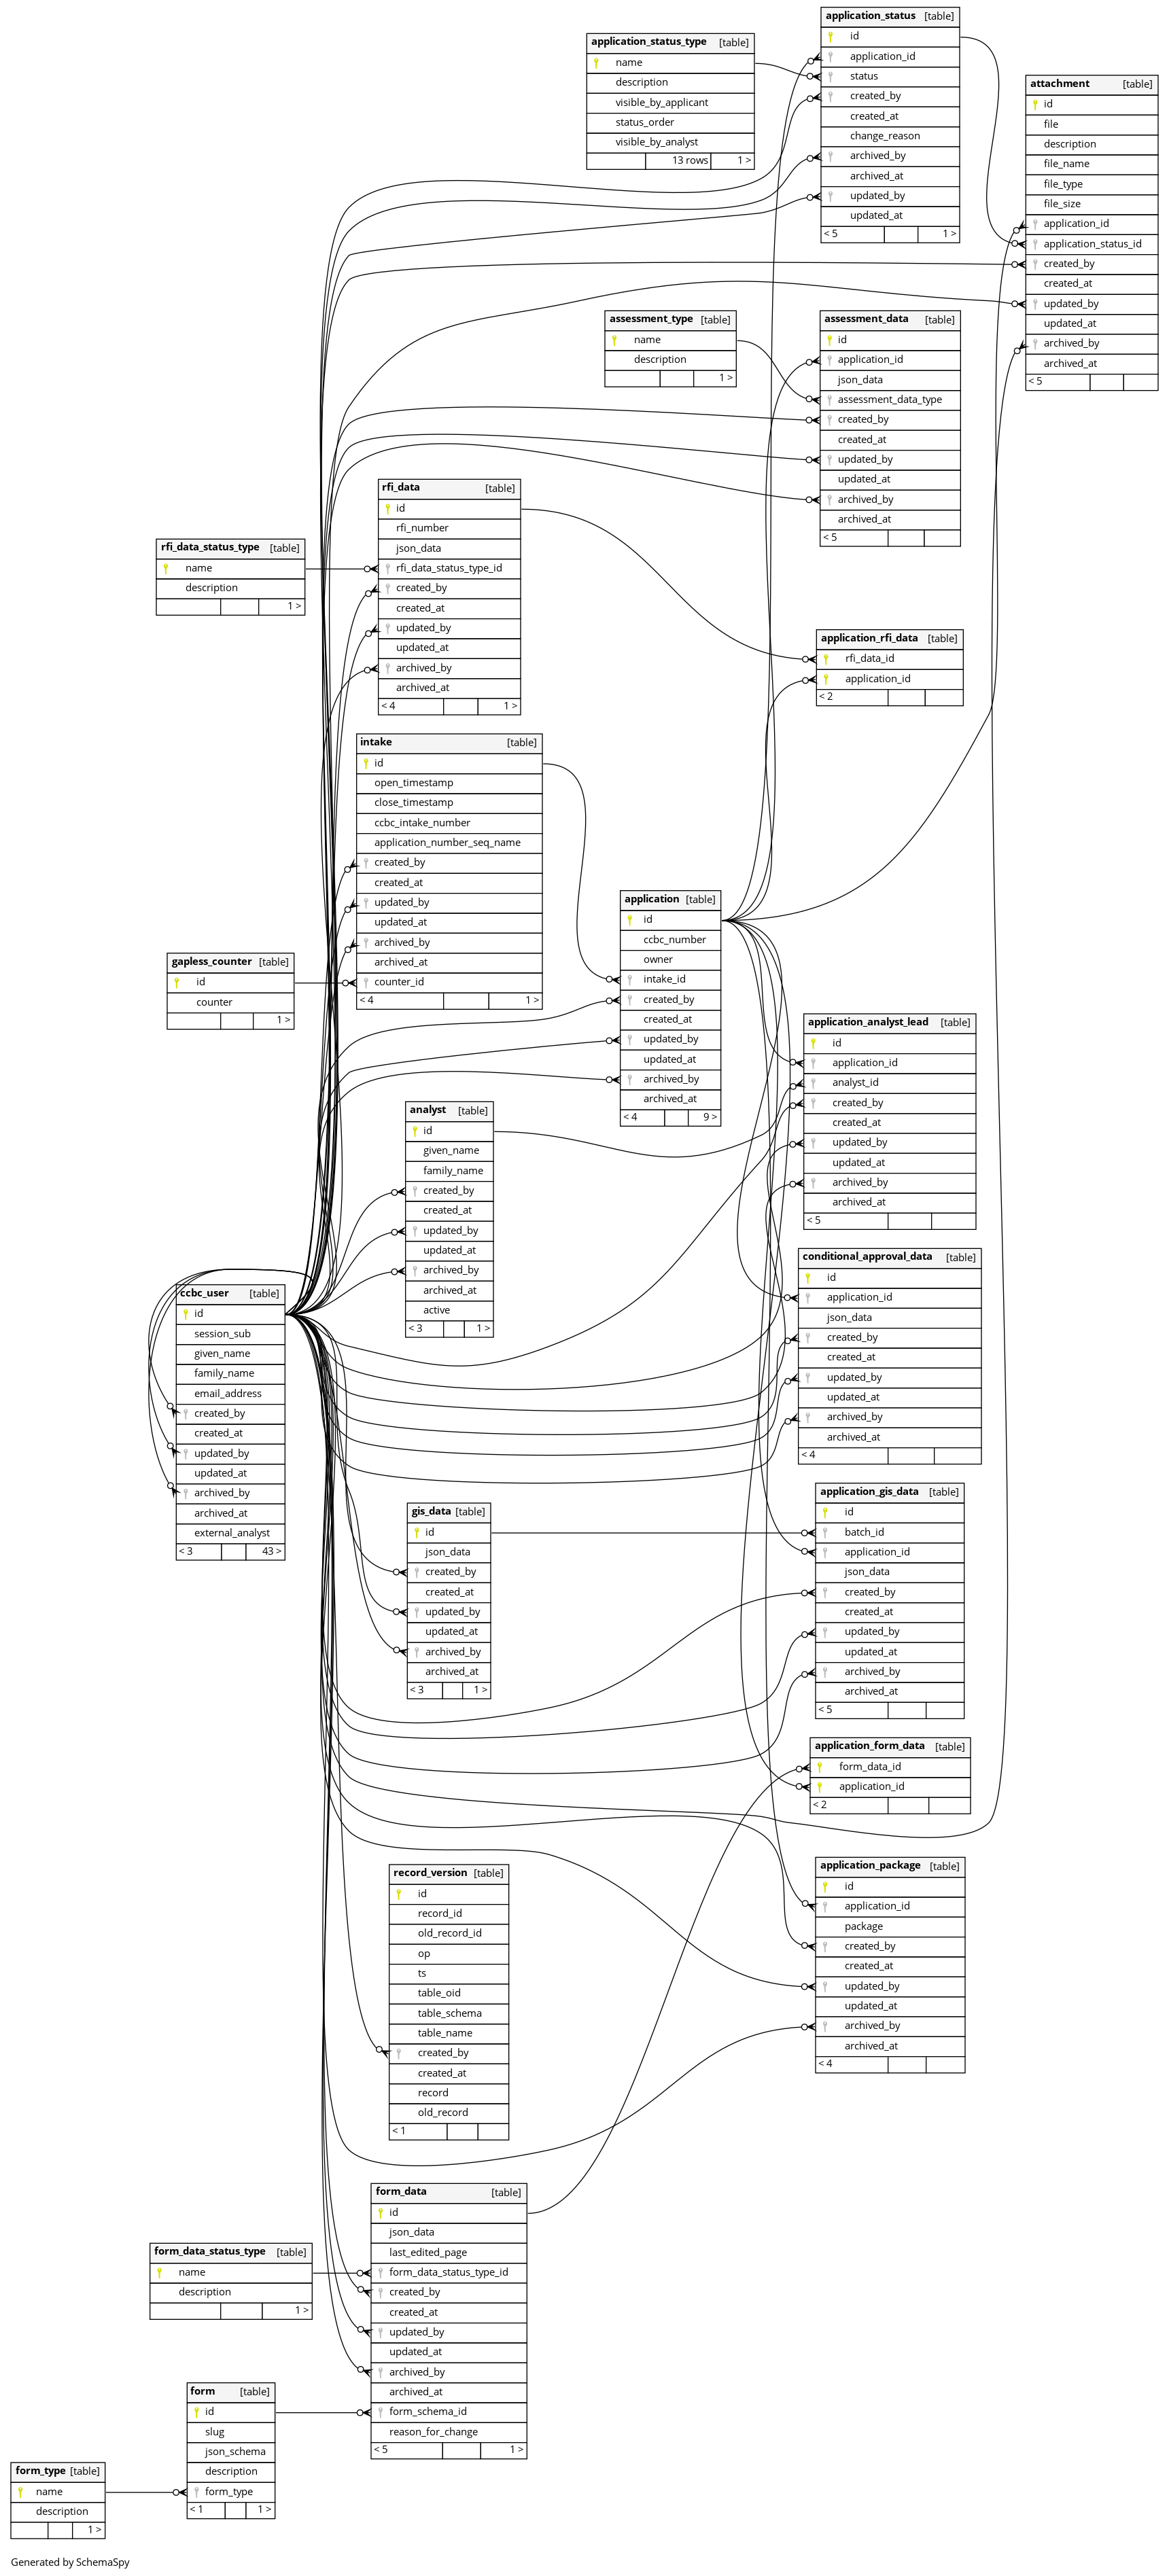 application_status [table]
id
application_id
status
created_by
created_at
change_reason
archived_by
archived_at
updated_by
updated_at
< 5 1 >
application_status_type [table]
name
description
visible_by_applicant
status_order
visible_by_analyst
13 rows 1 >
attachment [table]
id
file
description
file_name
file_type
file_size
application_id
application_status_id
created_by
created_at
updated_by
updated_at
archived_by
archived_at
< 5
assessment_type [table]
name
description
1 >
assessment_data [table]
id
application_id
json_data
assessment_data_type
created_by
created_at
updated_by
updated_at
archived_by
archived_at
< 5
rfi_data [table]
id
rfi_number
json_data
rfi_data_status_type_id
created_by
created_at
updated_by
updated_at
archived_by
archived_at
< 4 1 >
rfi_data_status_type [table]
name
description
1 >
application_rfi_data [table]
rfi_data_id
application_id
< 2
intake [table]
id
open_timestamp
close_timestamp
ccbc_intake_number
application_number_seq_name
created_by
created_at
updated_by
updated_at
archived_by
archived_at
counter_id
< 4 1 >
gapless_counter [table]
id
counter
1 >
application [table]
id
ccbc_number
owner
intake_id
created_by
created_at
updated_by
updated_at
archived_by
archived_at
< 4 9 >
application_analyst_lead [table]
id
application_id
analyst_id
created_by
created_at
updated_by
updated_at
archived_by
archived_at
< 5
analyst [table]
id
given_name
family_name
created_by
created_at
updated_by
updated_at
archived_by
archived_at
active
< 3 1 >
conditional_approval_data [table]
id
application_id
json_data
created_by
created_at
updated_by
updated_at
archived_by
archived_at
< 4
ccbc_user [table]
id
session_sub
given_name
family_name
email_address
created_by
created_at
updated_by
updated_at
archived_by
archived_at
external_analyst
< 3 43 >
application_gis_data [table]
id
batch_id
application_id
json_data
created_by
created_at
updated_by
updated_at
archived_by
archived_at
< 5
gis_data [table]
id
json_data
created_by
created_at
updated_by
updated_at
archived_by
archived_at
< 3 1 >
application_form_data [table]
form_data_id
application_id
< 2
application_package [table]
id
application_id
package
created_by
created_at
updated_by
updated_at
archived_by
archived_at
< 4
record_version [table]
id
record_id
old_record_id
op
ts
table_oid
table_schema
table_name
created_by
created_at
record
old_record
< 1
form_data [table]
id
json_data
last_edited_page
form_data_status_type_id
created_by
created_at
updated_by
updated_at
archived_by
archived_at
form_schema_id
reason_for_change
< 5 1 >
form_data_status_type [table]
name
description
1 >
form [table]
id
slug
json_schema
description
form_type
< 1 1 >
form_type [table]
name
description
1 >
Generated by SchemaSpy